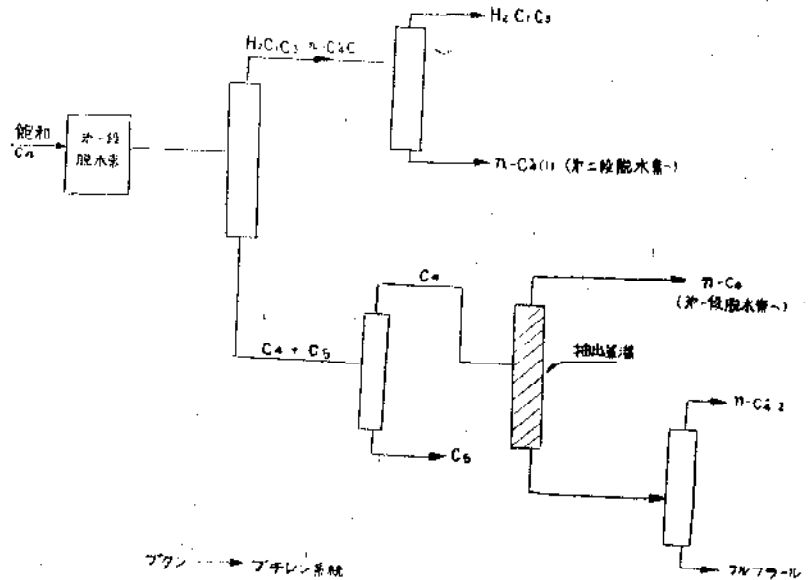 H₂ C₁ C₃
H₂ C₁ C₃ n-C₄
飽和
Cn
第一段
脱水素
n-C₄(1) (第二段脱水素へ)
C₄
n-C₄
(第一段脱水素へ)
C₄ + C₅
抽出蒸溜
n-C₄ 2
C₅
フルフラール
ブタン ----→ ブチレン系統